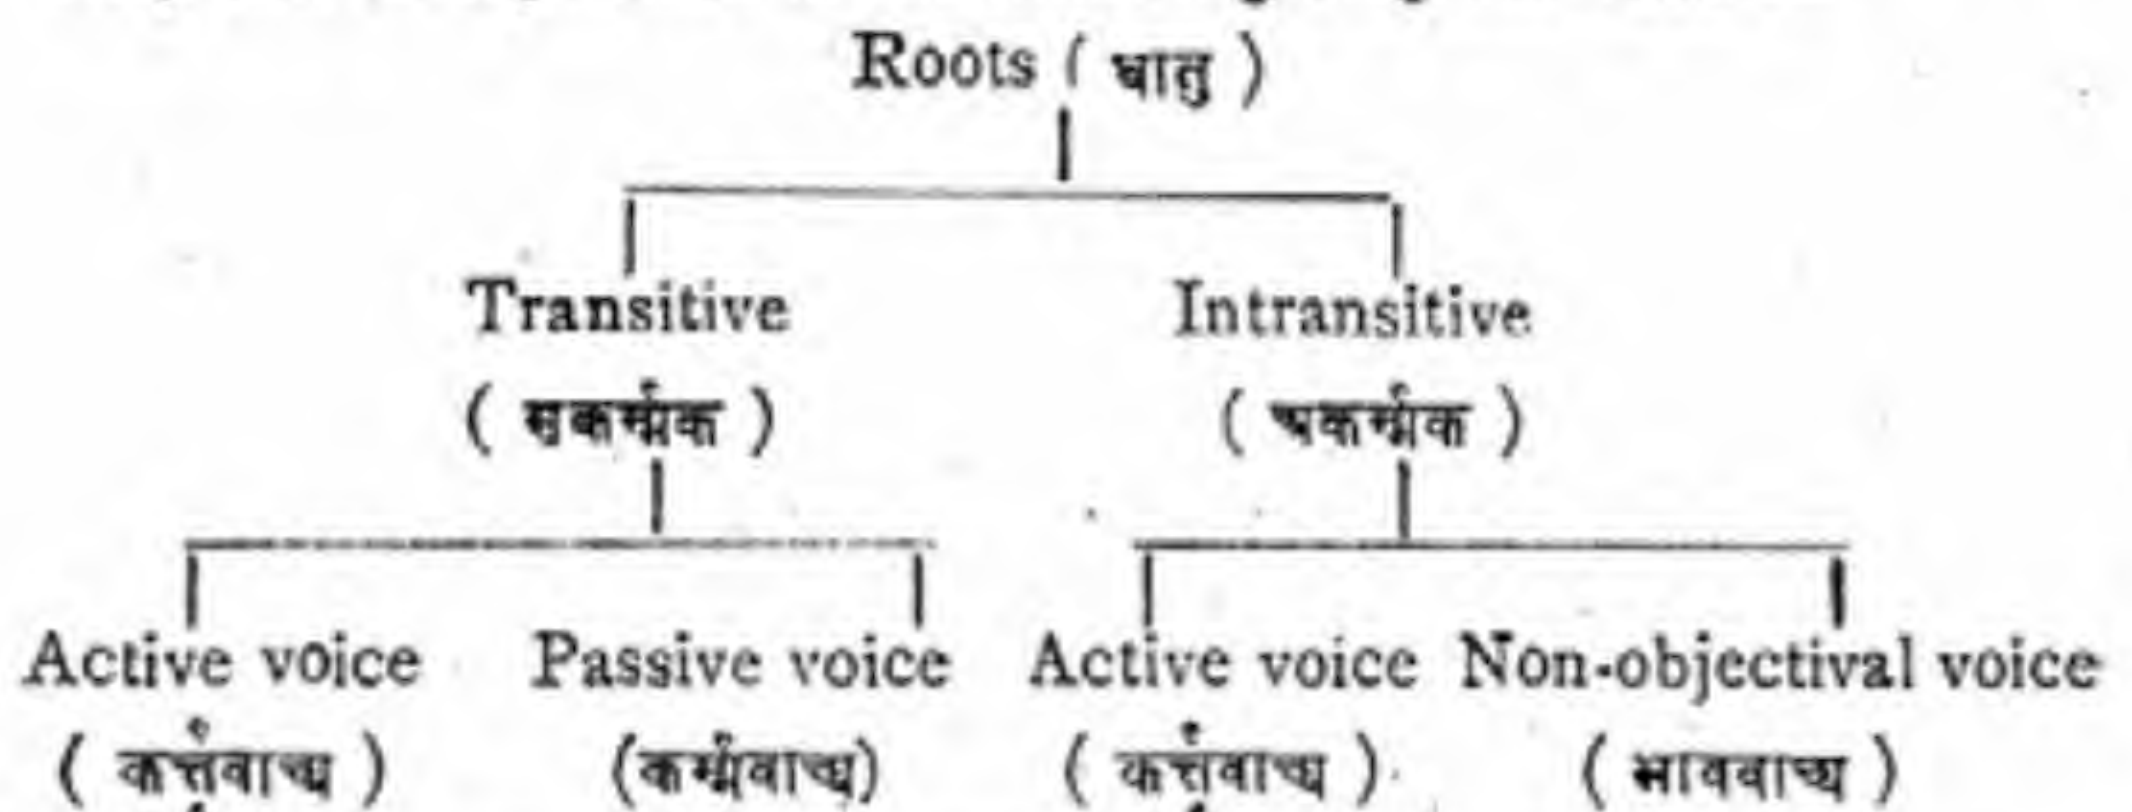 Roots ( धातु )
Transitive Intransitive
( सकर्म्मक ) ( अकर्म्मक )
Active voice Passive voice Active voice Non-objectival voice
( कर्त्तृवाच्य ) (कर्म्मवाच्य) ( कर्त्तृवाच्य ) ( भाववाच्य )